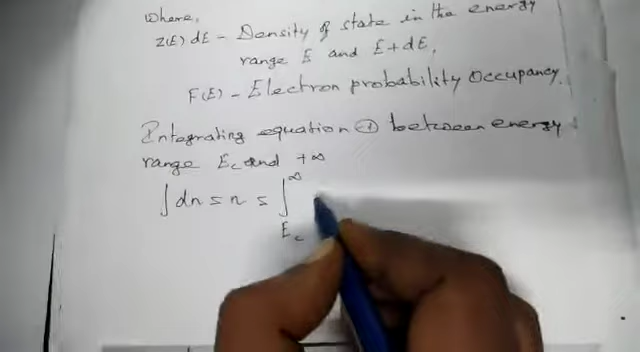 Where,
Z(E) dE - Density of state in the energy
range E and E+dE,
F(E) - Electron probability Occupancy.
Integrating equation ① between energy
range Ec and +∞
∫dn = n = ∫ Ec ∞